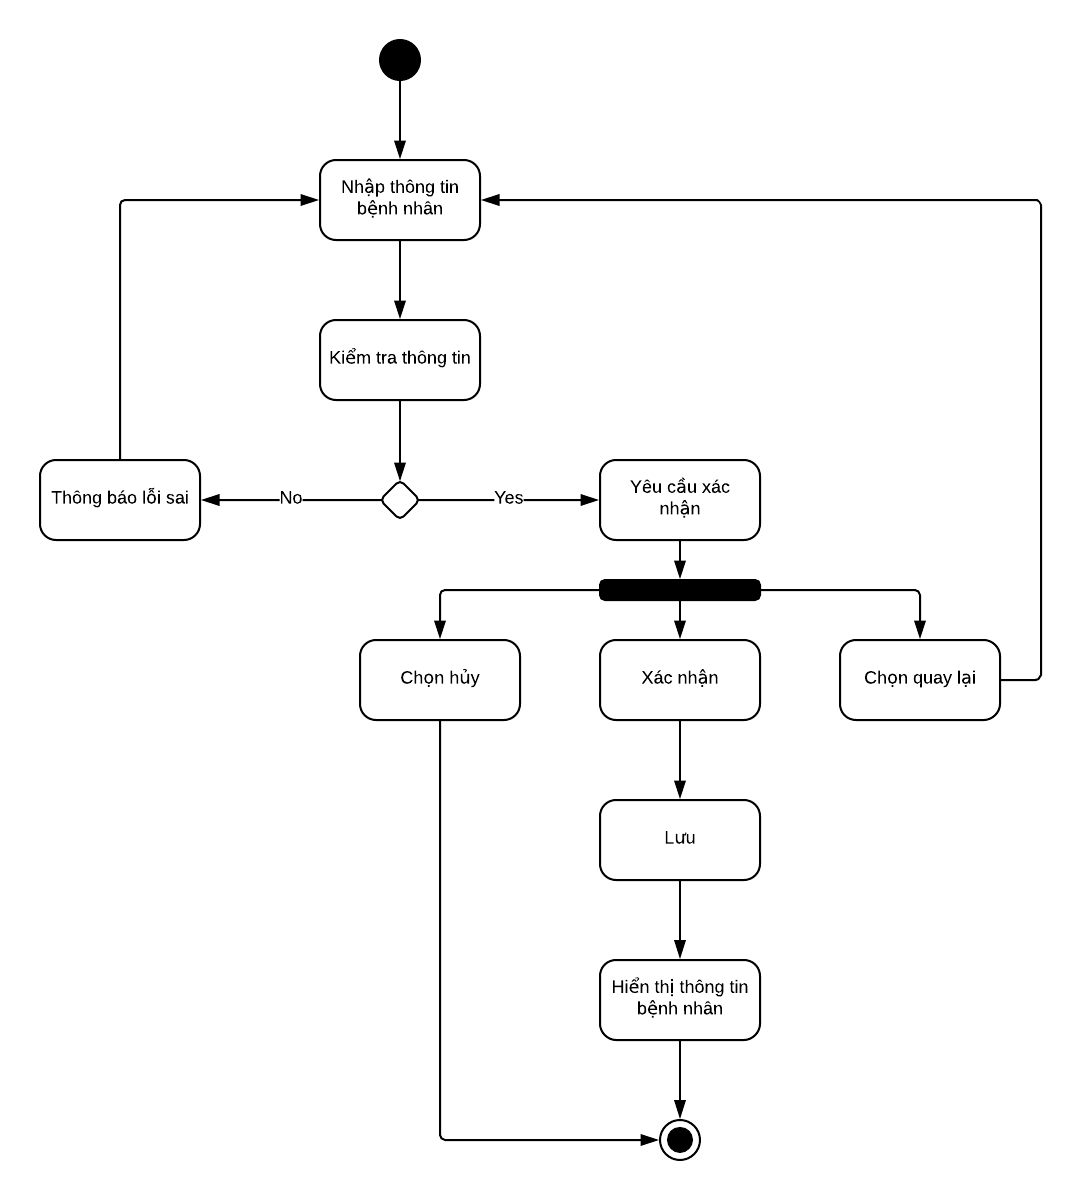 Nhập thông tin
bệnh nhân
Kiểm tra thông tin
Thông báo lỗi sai
No
Yes
Yêu cầu xác
nhận
Chọn hủy
Xác nhận
Chọn quay lại
Lưu
Hiển thị thông tin
bệnh nhân